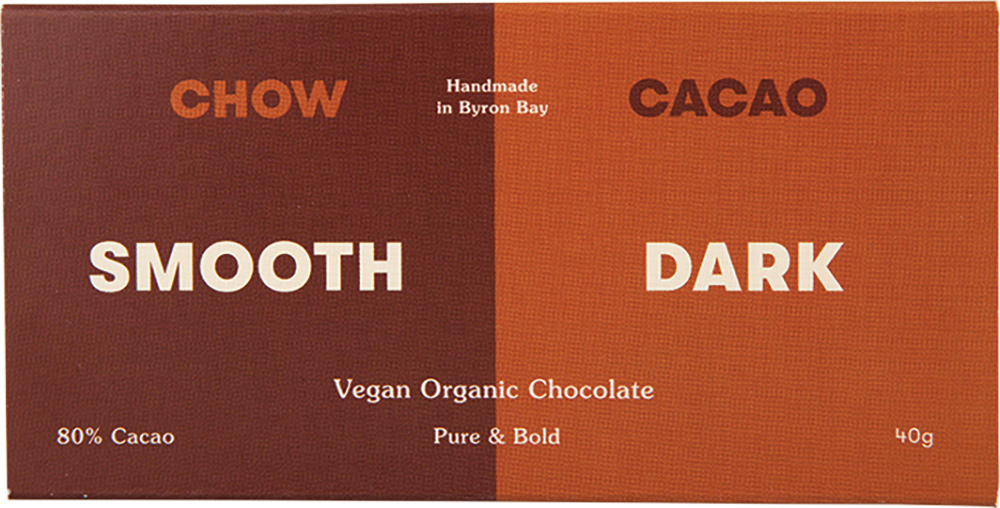 CHOW
Handmade
in Byron Bay
CACAO
SMOOTH
DARK
Vegan Organic Chocolate
80% Cacao
Pure & Bold
40g